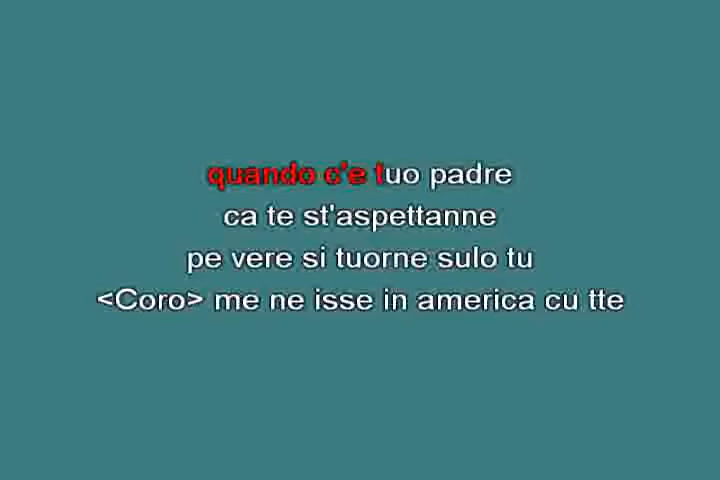 quando c'e tuo padre
ca te st'aspettanne
pe vere si tuorne sulo tu
<Coro> me ne isse in america cu tte